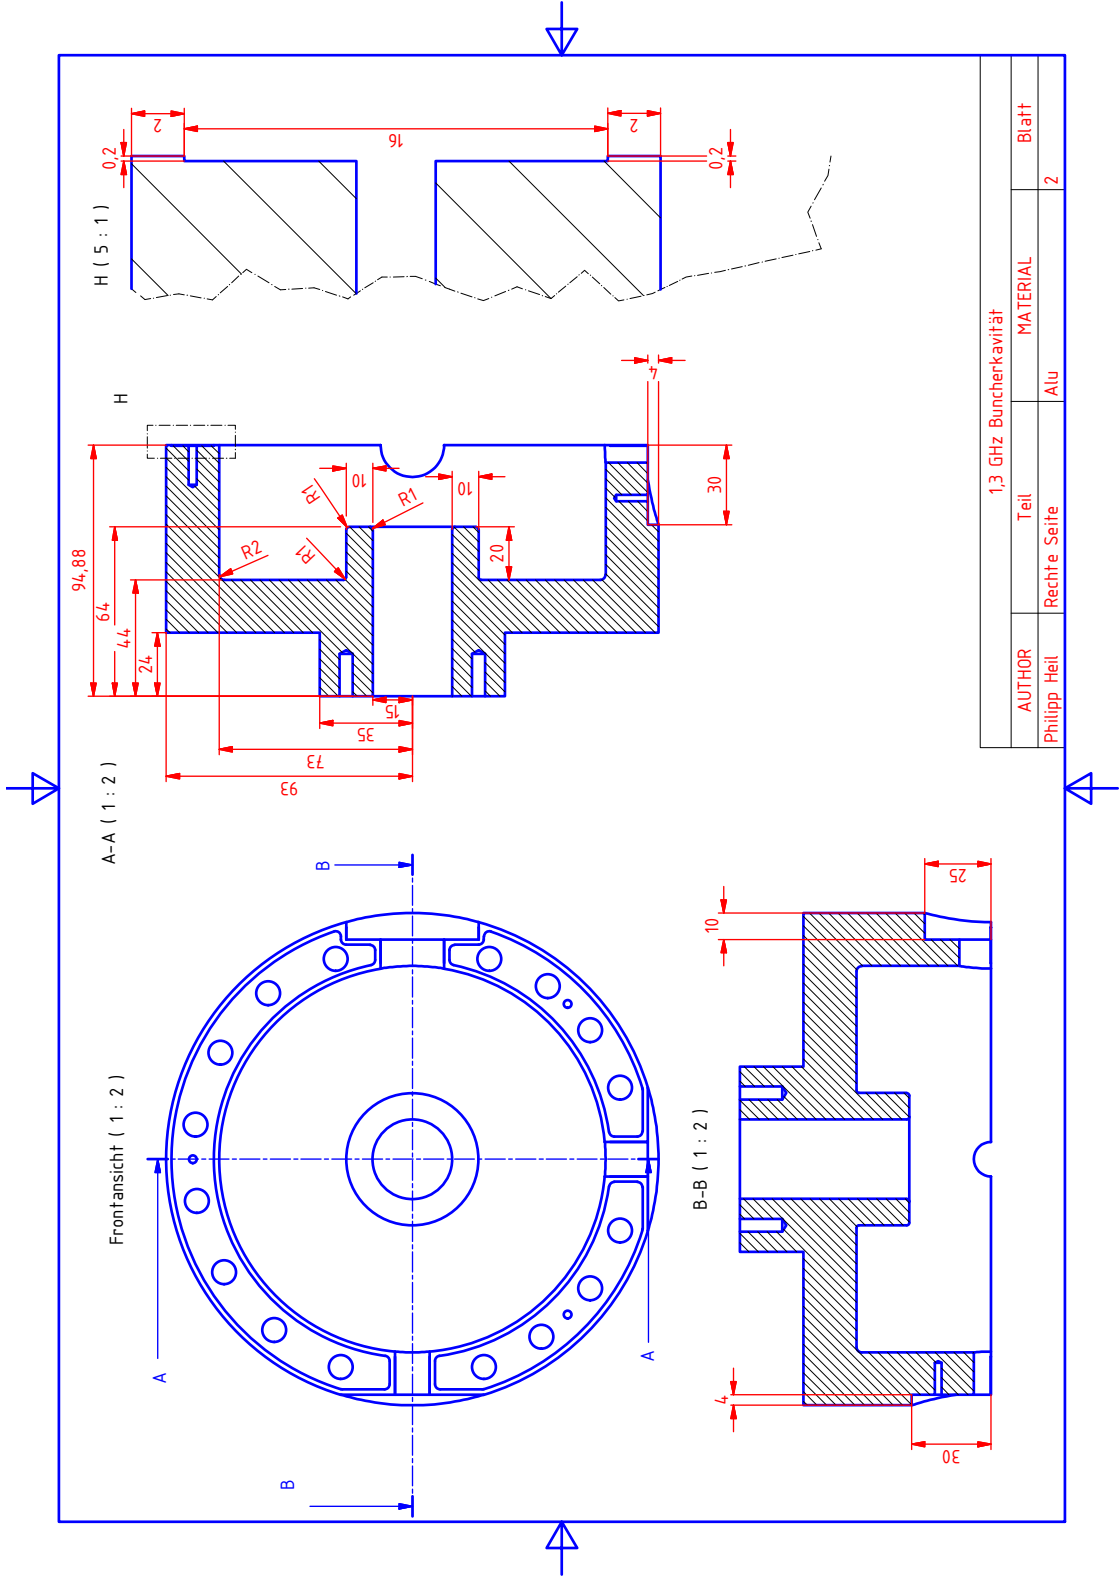 Frontansicht ( 1 : 2 )
A
A
B
B
A-A ( 1 : 2 )
94,88
64
44
24
93
73
35
15
R2
R1
R1
R1
10
10
20
30
4
H
H ( 5 : 1 )
0,2
2
16
2
0,2
B-B ( 1 : 2 )
10
25
4
30
1,3 GHz Buncherkavität
AUTHOR Teil MATERIAL Blatt
Philipp Heil Rechte Seite Alu 2